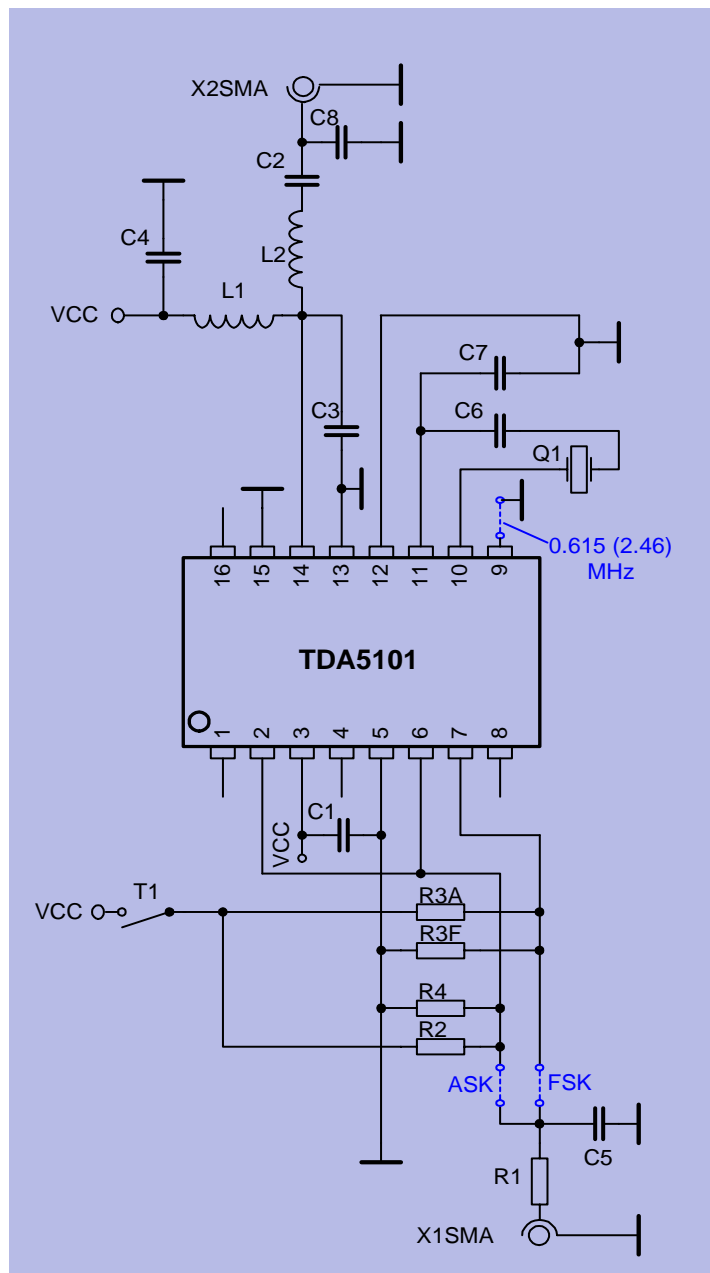 X2SMA
C8
C2
C4
L2
L1
VCC
C7
C3
C6
Q1
0.615 (2.46)
MHz
16 15 14 13 12 11 10 9
TDA5101
1 2 3 4 5 6 7 8
C1
VCC
T1
R3A
VCC
R3F
R4
R2
ASK
FSK
C5
R1
X1SMA